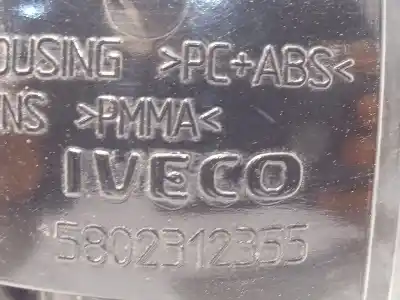 OUSING >PC+ABS<
NS >PMMA<
IVECO
5802312355